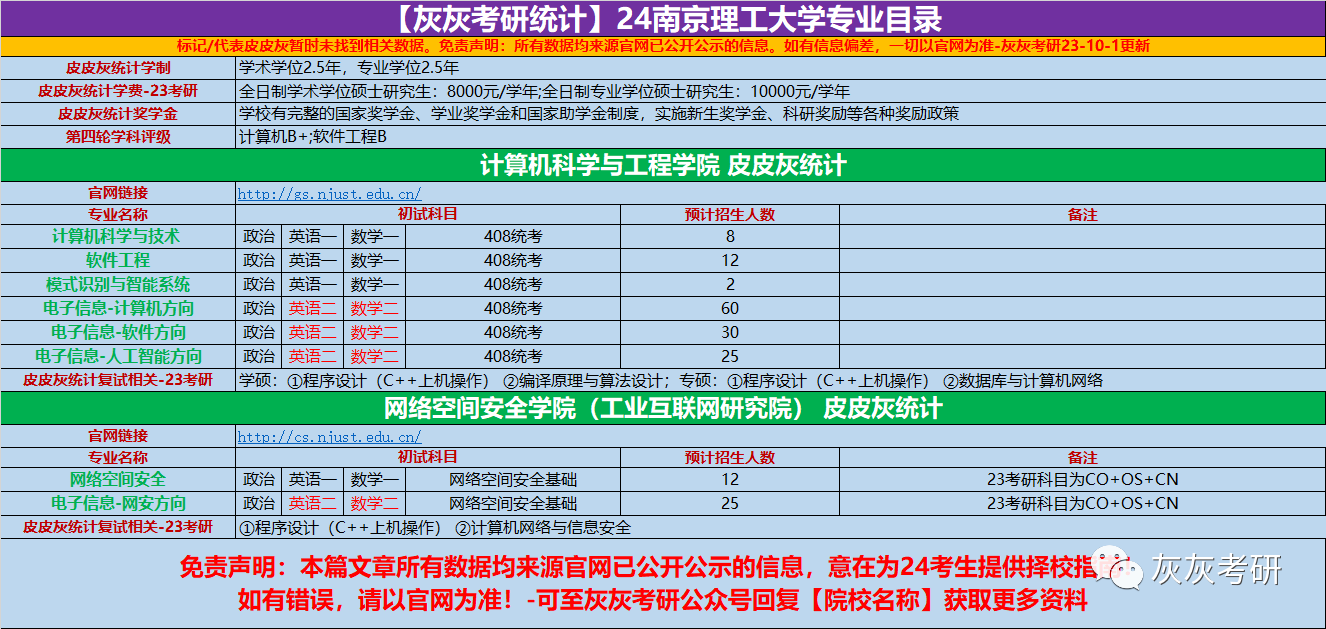 【灰灰考研统计】24南京理工大学专业目录
标记/代表皮皮灰暂时未找到相关数据。免责声明：所有数据均来源官网已公开公示的信息。如有信息偏差，一切以官网为准-灰灰考研23-10-1更新
皮皮灰统计学制 学术学位2.5年，专业学位2.5年
皮皮灰统计学费-23考研 全日制学术学位硕士研究生：8000元/学年;全日制专业学位硕士研究生：10000元/学年
皮皮灰统计奖学金 学校有完整的国家奖学金、学业奖学金和国家助学金制度，实施新生奖学金、科研奖励等各种奖励政策
第四轮学科评级 计算机B+;软件工程B
计算机科学与工程学院 皮皮灰统计
官网链接 http://gs.njust.edu.cn/
专业名称 初试科目 预计招生人数 备注
计算机科学与技术 政治 英语一 数学一 408统考 8
软件工程 政治 英语一 数学一 408统考 12
模式识别与智能系统 政治 英语一 数学一 408统考 2
电子信息-计算机方向 政治 英语二 数学二 408统考 60
电子信息-软件方向 政治 英语二 数学二 408统考 30
电子信息-人工智能方向 政治 英语二 数学二 408统考 25
皮皮灰统计复试相关-23考研 学硕：①程序设计（C++上机操作） ②编译原理与算法设计；专硕：①程序设计（C++上机操作） ②数据库与计算机网络
网络空间安全学院（工业互联网研究院） 皮皮灰统计
官网链接 http://cs.njust.edu.cn/
专业名称 初试科目 预计招生人数 备注
网络空间安全 政治 英语一 数学一 网络空间安全基础 12 23考研科目为CO+OS+CN
电子信息-网安方向 政治 英语二 数学二 网络空间安全基础 25 23考研科目为CO+OS+CN
皮皮灰统计复试相关-23考研 ①程序设计（C++上机操作） ②计算机网络与信息安全
免责声明：本篇文章所有数据均来源官网已公开公示的信息，意在为24考生提供择校指
如有错误，请以官网为准！-可至灰灰考研公众号回复【院校名称】获取更多资料
灰灰考研